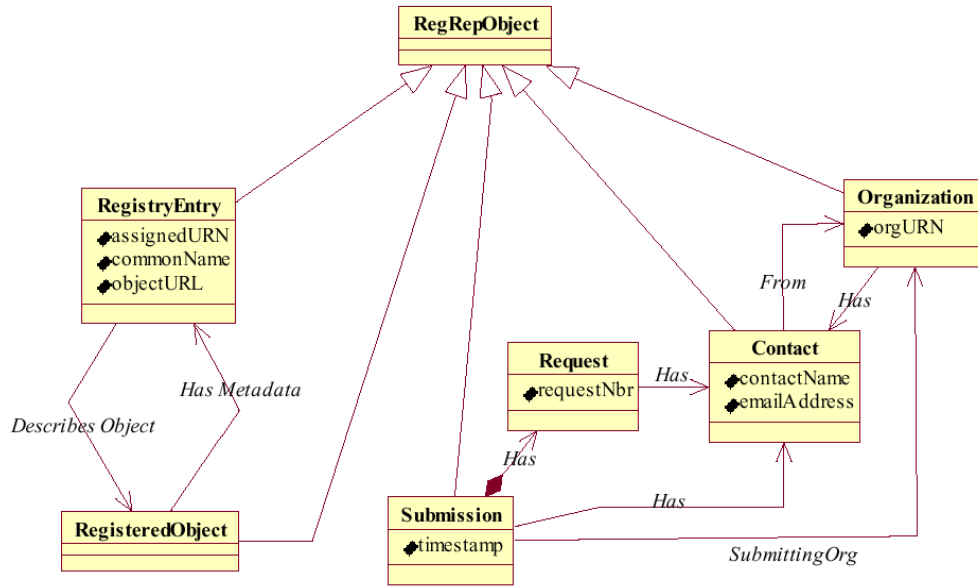 RegRepObject
RegistryEntry
assignedURN
commonName
objectURL
Organization
orgURN
From
Has
Request
requestNbr
Has
Contact
contactName
emailAddress
Has Metadata
Describes Object
Has
RegisteredObject
Submission
timestamp
Has
SubmittingOrg